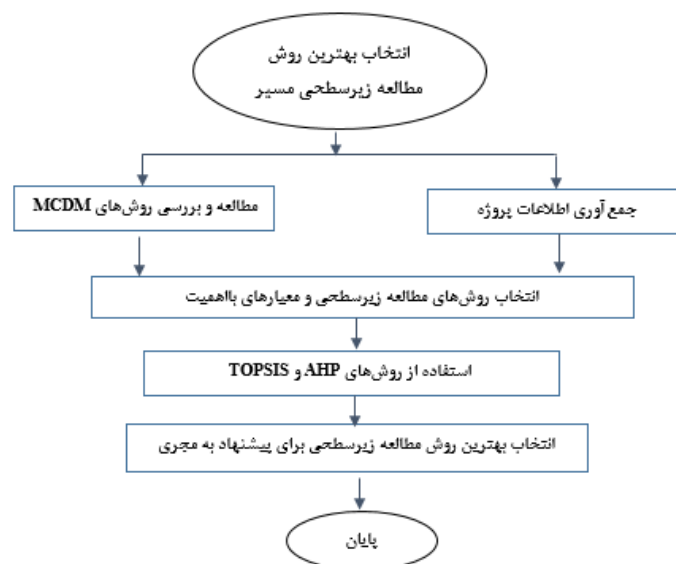 انتخاب بهترین روش
مطالعه زیرسطحی مسیر
جمع آوری اطلاعات پروژه
مطالعه و بررسی روش‌های MCDM
انتخاب روش‌های مطالعه زیرسطحی و معیارهای بااهمیت
استفاده از روش‌های AHP و TOPSIS
انتخاب بهترین روش مطالعه زیرسطحی برای پیشنهاد به مجری
پایان